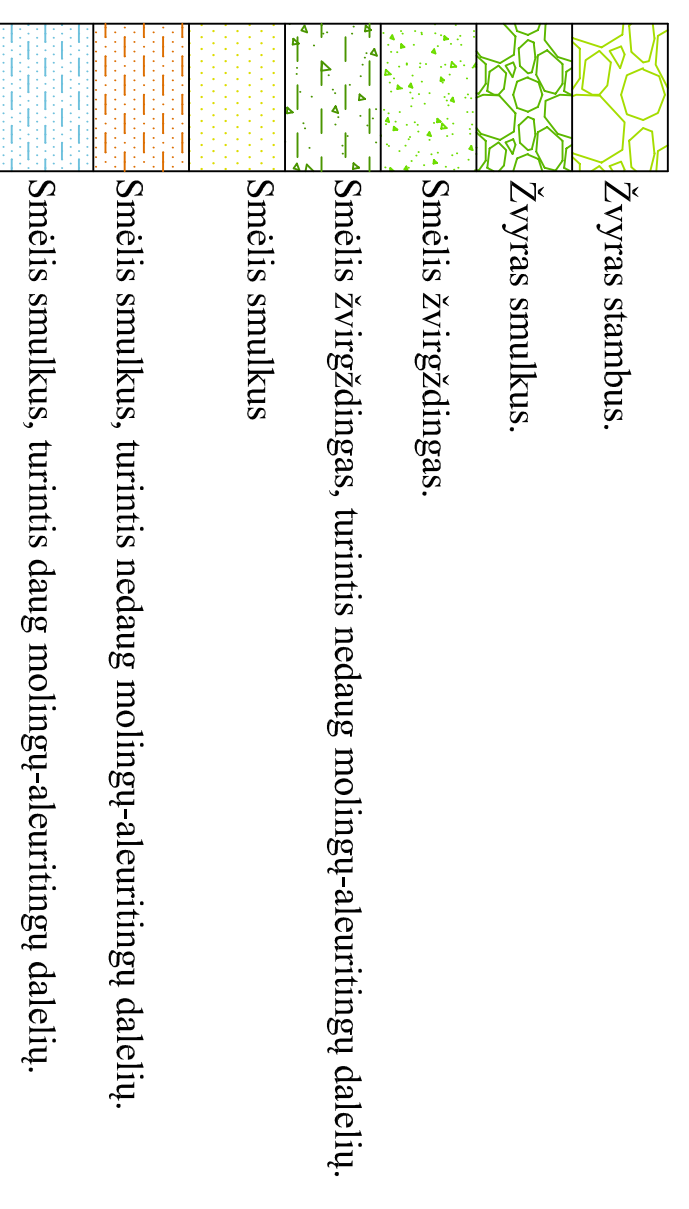 Žvyras stambus.
Žvyras smulkus.
Smėlis žvirgždingas.
Smėlis žvirgždingas, turintis nedaug molingų-aleuritingų dalelių.
Smėlis smulkus
Smėlis smulkus, turintis nedaug molingų-aleuritingų dalelių.
Smėlis smulkus, turintis daug molingų-aleuritingų dalelių.